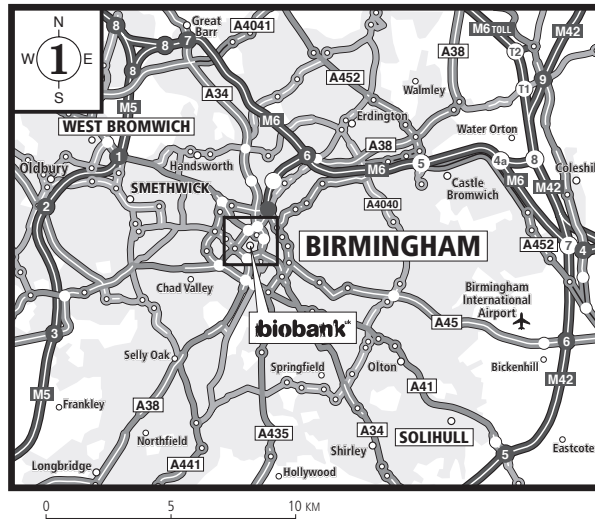 N
W 1 E
S
Great
Barr
A4041
M6 TOLL
M42
8
8
7
8
A38
T2
A452
Walmley
T1
9
A34
M5
M6
WEST BROMWICH
Erdington
Water Orton
A38
1
Handsworth
6
5
4a
8
Oldbury
M6
Castle
Bromwich
M6
Coleshill
SMETHWICK
M42
2
A4040
A452
7
4
BIRMINGHAM
Chad Valley
Birmingham
International
Airport
biobank uk
A45
3
6
Selly Oak
Springfield
Olton
Bickenhill
M5
A41
M42
Frankley
A38
A435
A34
SOLIHULL
Northfield
Shirley
5
Eastcote
Longbridge
A441
Hollywood
0 5 10 KM